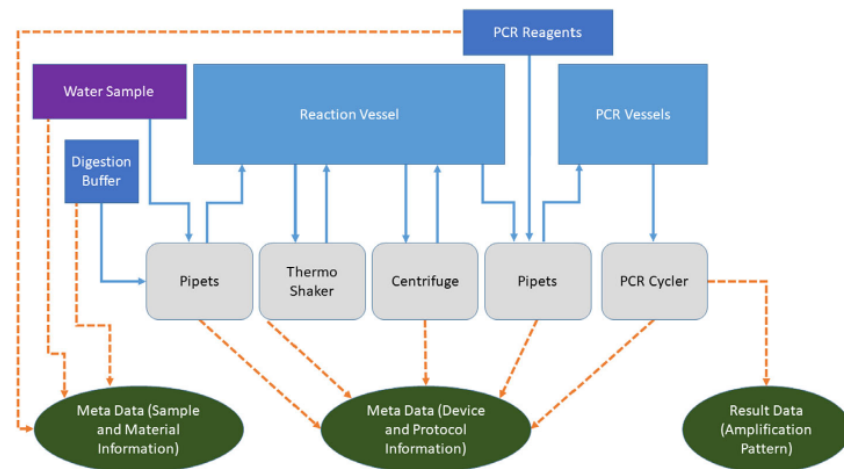 PCR Reagents
Water Sample
Reaction Vessel
PCR Vessels
Digestion
Buffer
Pipets
Thermo
Shaker
Centrifuge
Pipets
PCR Cycler
Meta Data (Sample
and Material
Information)
Meta Data (Device
and Protocol
Information)
Result Data
(Amplification
Pattern)